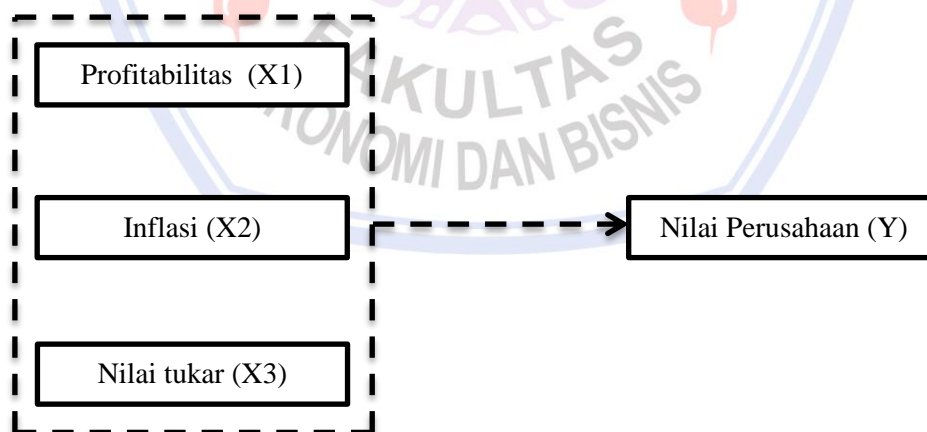 Profitabilitas (X1)
FAKULTAS
EKONOMI DAN BISNIS
Inflasi (X2)
Nilai Perusahaan (Y)
Nilai tukar (X3)